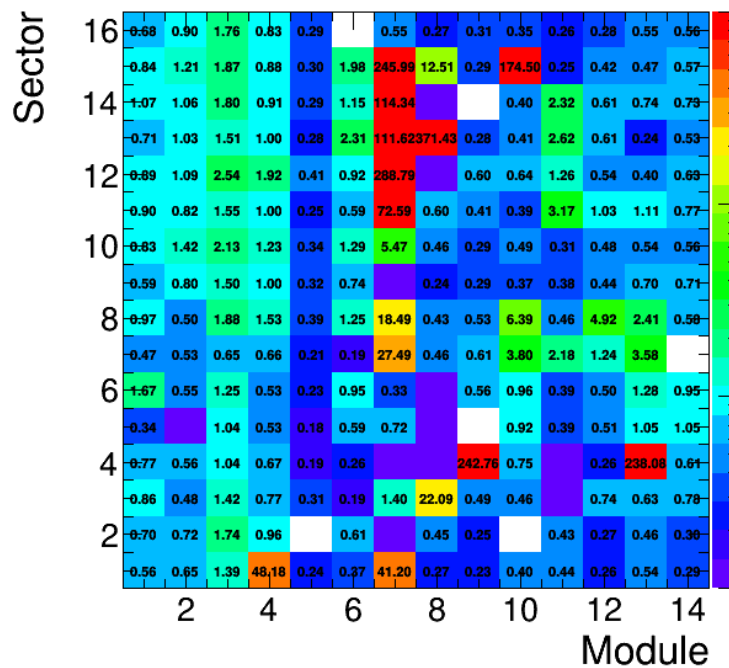 Sector
16 0.68 0.90 1.76 0.83 0.29 0.55 0.27 0.31 0.35 0.26 0.28 0.55 0.56
0.84 1.21 1.87 0.88 0.30 1.98 245.99 12.51 0.29 174.50 0.25 0.42 0.47 0.57
14 1.07 1.06 1.80 0.91 0.29 1.15 114.34 0.40 2.32 0.61 0.74 0.73
0.71 1.03 1.51 1.00 0.28 2.31 111.62 371.43 0.28 0.41 2.62 0.61 0.24 0.53
12 0.89 1.09 2.54 1.92 0.41 0.92 288.79 0.60 0.64 1.26 0.54 0.40 0.63
0.90 0.82 1.55 1.00 0.25 0.59 72.59 0.60 0.41 0.39 3.17 1.03 1.11 0.77
10 0.83 1.42 2.13 1.23 0.34 1.29 5.47 0.46 0.29 0.49 0.31 0.48 0.54 0.56
0.59 0.80 1.50 1.00 0.32 0.74 0.24 0.29 0.37 0.38 0.44 0.70 0.71
8 0.97 0.50 1.88 1.53 0.39 1.25 18.49 0.43 0.53 6.39 0.46 4.92 2.41 0.58
0.47 0.53 0.65 0.66 0.21 0.19 27.49 0.46 0.61 3.80 2.18 1.24 3.58
6 1.67 0.55 1.25 0.53 0.23 0.95 0.33 0.56 0.96 0.39 0.50 1.28 0.95
0.34 1.04 0.53 0.18 0.59 0.72 0.92 0.39 0.51 1.05 1.05
4 0.77 0.56 1.04 0.67 0.19 0.26 242.76 0.75 0.26 238.08 0.61
0.86 0.48 1.42 0.77 0.31 0.19 1.40 22.09 0.49 0.46 0.74 0.63 0.78
2 0.70 0.72 1.74 0.96 0.61 0.45 0.25 0.43 0.27 0.46 0.30
0.56 0.65 1.39 48.18 0.24 0.37 41.20 0.27 0.23 0.40 0.44 0.26 0.54 0.29
2 4 6 8 10 12 14
Module